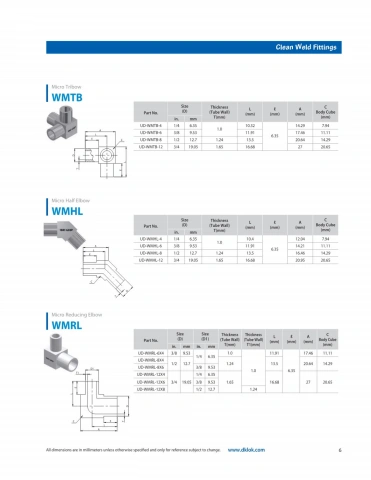 Clean Weld Fittings
Micro Tribow
WMTB
Part No. Size (D) Thickness (Tube Wall) T(mm) L (mm) E (mm) A (mm) C Body Cube (mm)
in. mm
UD-WMTB-4 1/4 6.35 1.0 10.32 6.35 14.29 7.94
UD-WMTB-6 3/8 9.53 11.91 17.46 11.11
UD-WMTB-8 1/2 12.7 1.24 13.5 20.64 14.29
UD-WMTB-12 3/4 19.05 1.65 16.68 27 20.65
Micro Half Elbow
WMHL
Part No. Size (D) Thickness (Tube Wall) T(mm) L (mm) E (mm) A (mm) C Body Cube (mm)
in. mm
UD-WMHL-4 1/4 6.35 1.0 10.4 6.35 12.04 7.94
UD-WMHL-6 3/8 9.53 11.91 14.21 11.11
UD-WMHL-8 1/2 12.7 1.24 13.5 16.46 14.29
UD-WMHL-12 3/4 19.05 1.65 16.68 20.95 20.65
Micro Reducing Elbow
WMRL
Part No. Size (D) Size (D1) Thickness (Tube Wall) T(mm) Thickness (Tube Wall) T1(mm) L (mm) E (mm) A (mm) C Body Cube (mm)
in. mm in. mm
UD-WMRL-6X4 3/8 9.53 1/4 6.35 1.0 1.0 11.91 6.35 17.46 11.11
UD-WMRL-8X4 1/2 12.7 1.24 13.5 20.64 14.29
UD-WMRL-8X6 3/8 9.53
UD-WMRL-12X4 3/4 19.05 1/4 6.35 1.65 16.68 27 20.65
UD-WMRL-12X6 3/8 9.53
UD-WMRL-12X8 1/2 12.7 1.24
All dimensions are in millimeters unless otherwise specified and only for reference subject to change. www.dklok.com 6